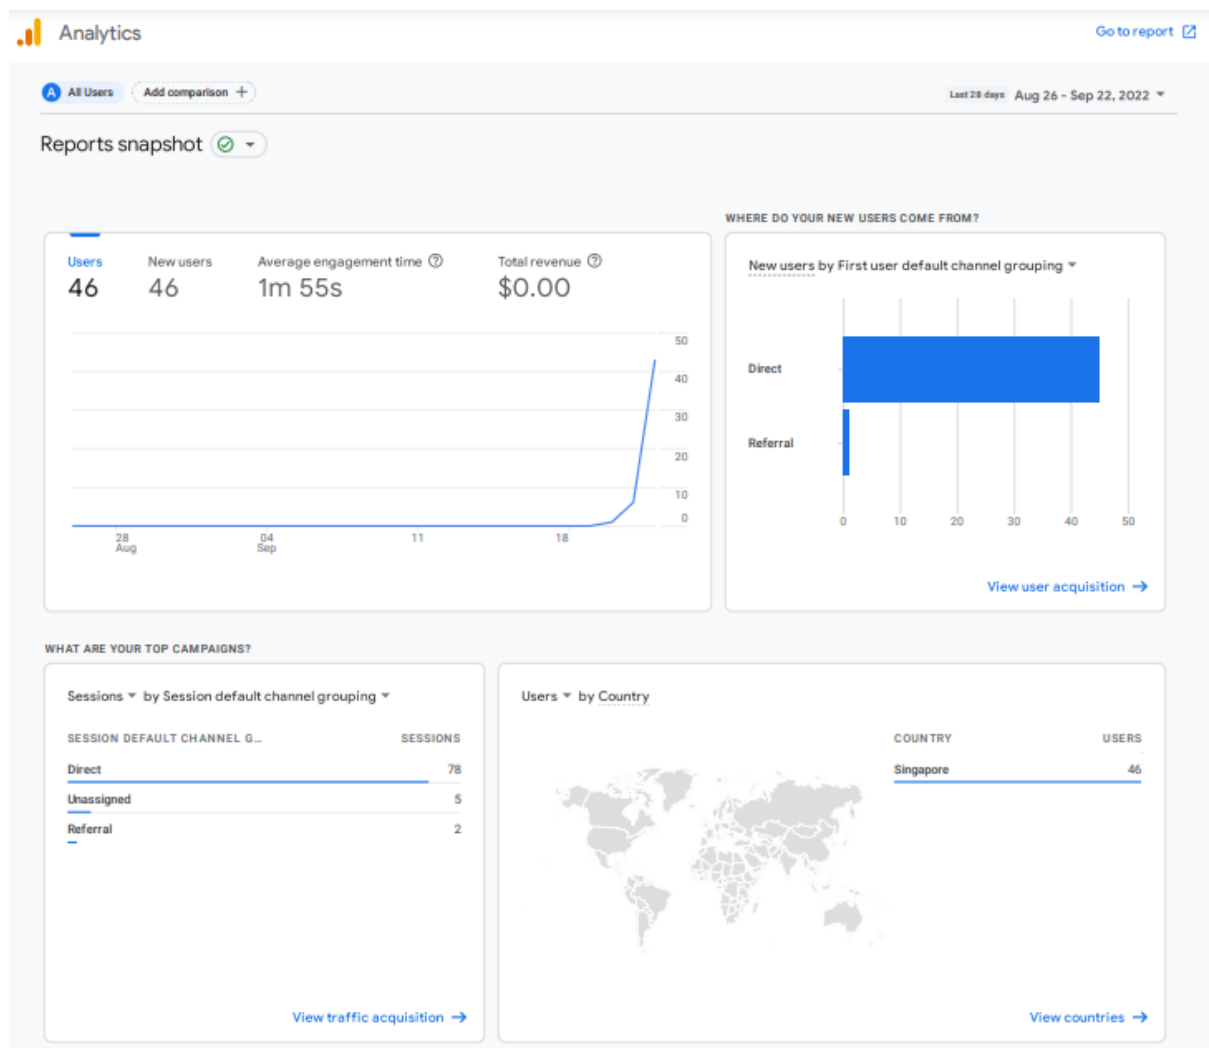 Analytics
Go to report
A All Users
Add comparison +
Last 28 days Aug 26 - Sep 22, 2022
Reports snapshot
Users
46
New users
46
Average engagement time ?
1m 55s
Total revenue ?
$0.00
50
40
30
20
10
0
28
Aug
04
Sep
11
18
WHERE DO YOUR NEW USERS COME FROM?
New users by First user default channel grouping
Direct
Referral
0 10 20 30 40 50
View user acquisition →
WHAT ARE YOUR TOP CAMPAIGNS?
Sessions by Session default channel grouping
SESSION DEFAULT CHANNEL G... SESSIONS
Direct 78
Unassigned 5
Referral 2
View traffic acquisition →
Users by Country
COUNTRY USERS
Singapore 46
View countries →